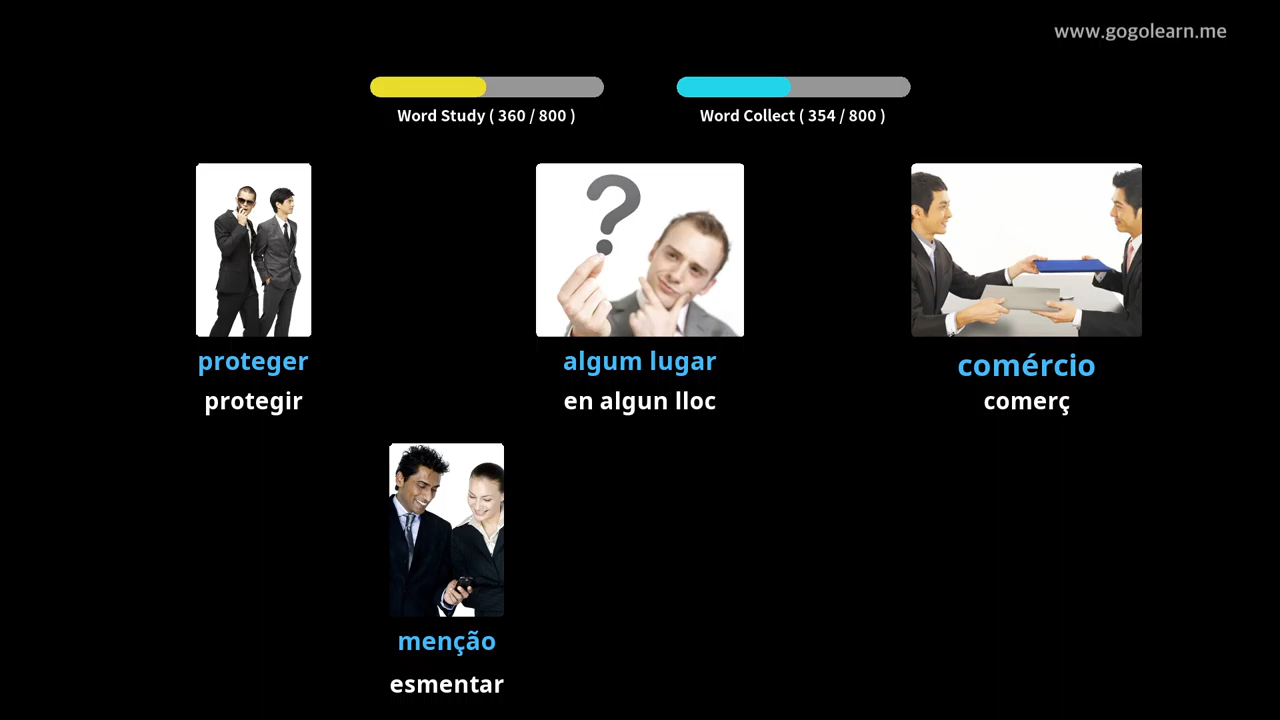 www.gogolearn.me
Word Study ( 360 / 800 )
Word Collect ( 354 / 800 )
proteger
protegir
algum lugar
en algun lloc
comércio
comerç
menção
esmentar